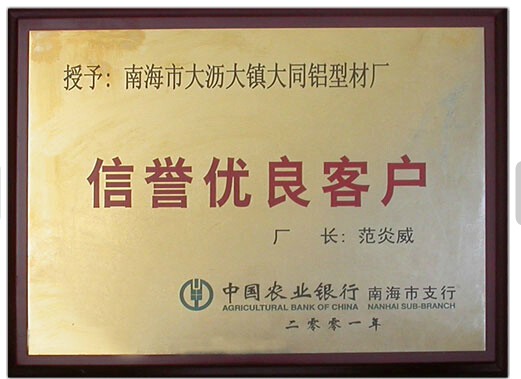 授予：南海市大沥大镇大同铝型材厂
信誉优良客户
厂 长：范炎威
中国农业银行 南海市支行
AGRICULTURAL BANK OF CHINA NANHAI SUB-BRANCH
二零零一年